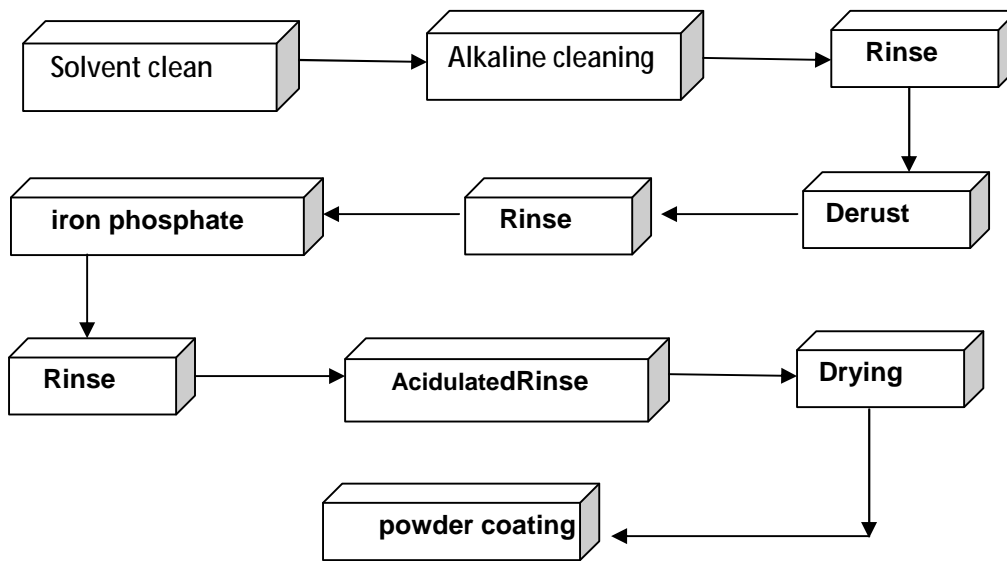 Solvent clean
Alkaline cleaning
Rinse
Derust
Rinse
iron phosphate
Rinse
AcidulatedRinse
Drying
powder coating